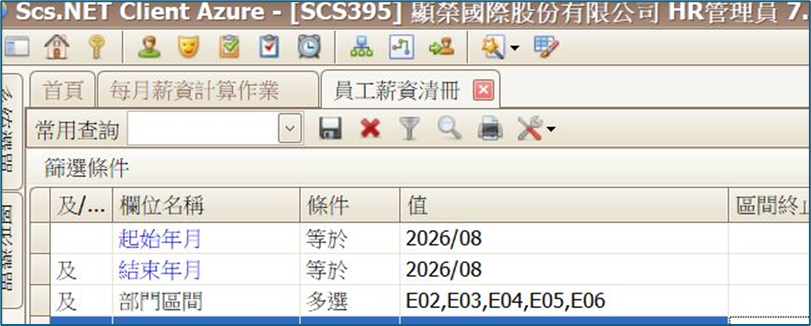 Scs.NET Client Azure - [SCS395] 顯榮國際股份有限公司 HR管理員 7
首頁 每月薪資計算作業 員工薪資清冊
常用查詢
篩選條件
及/... 欄位名稱 條件 值 區間終止
起始年月 等於 2026/08
及 結束年月 等於 2026/08
及 部門區間 多選 E02,E03,E04,E05,E06